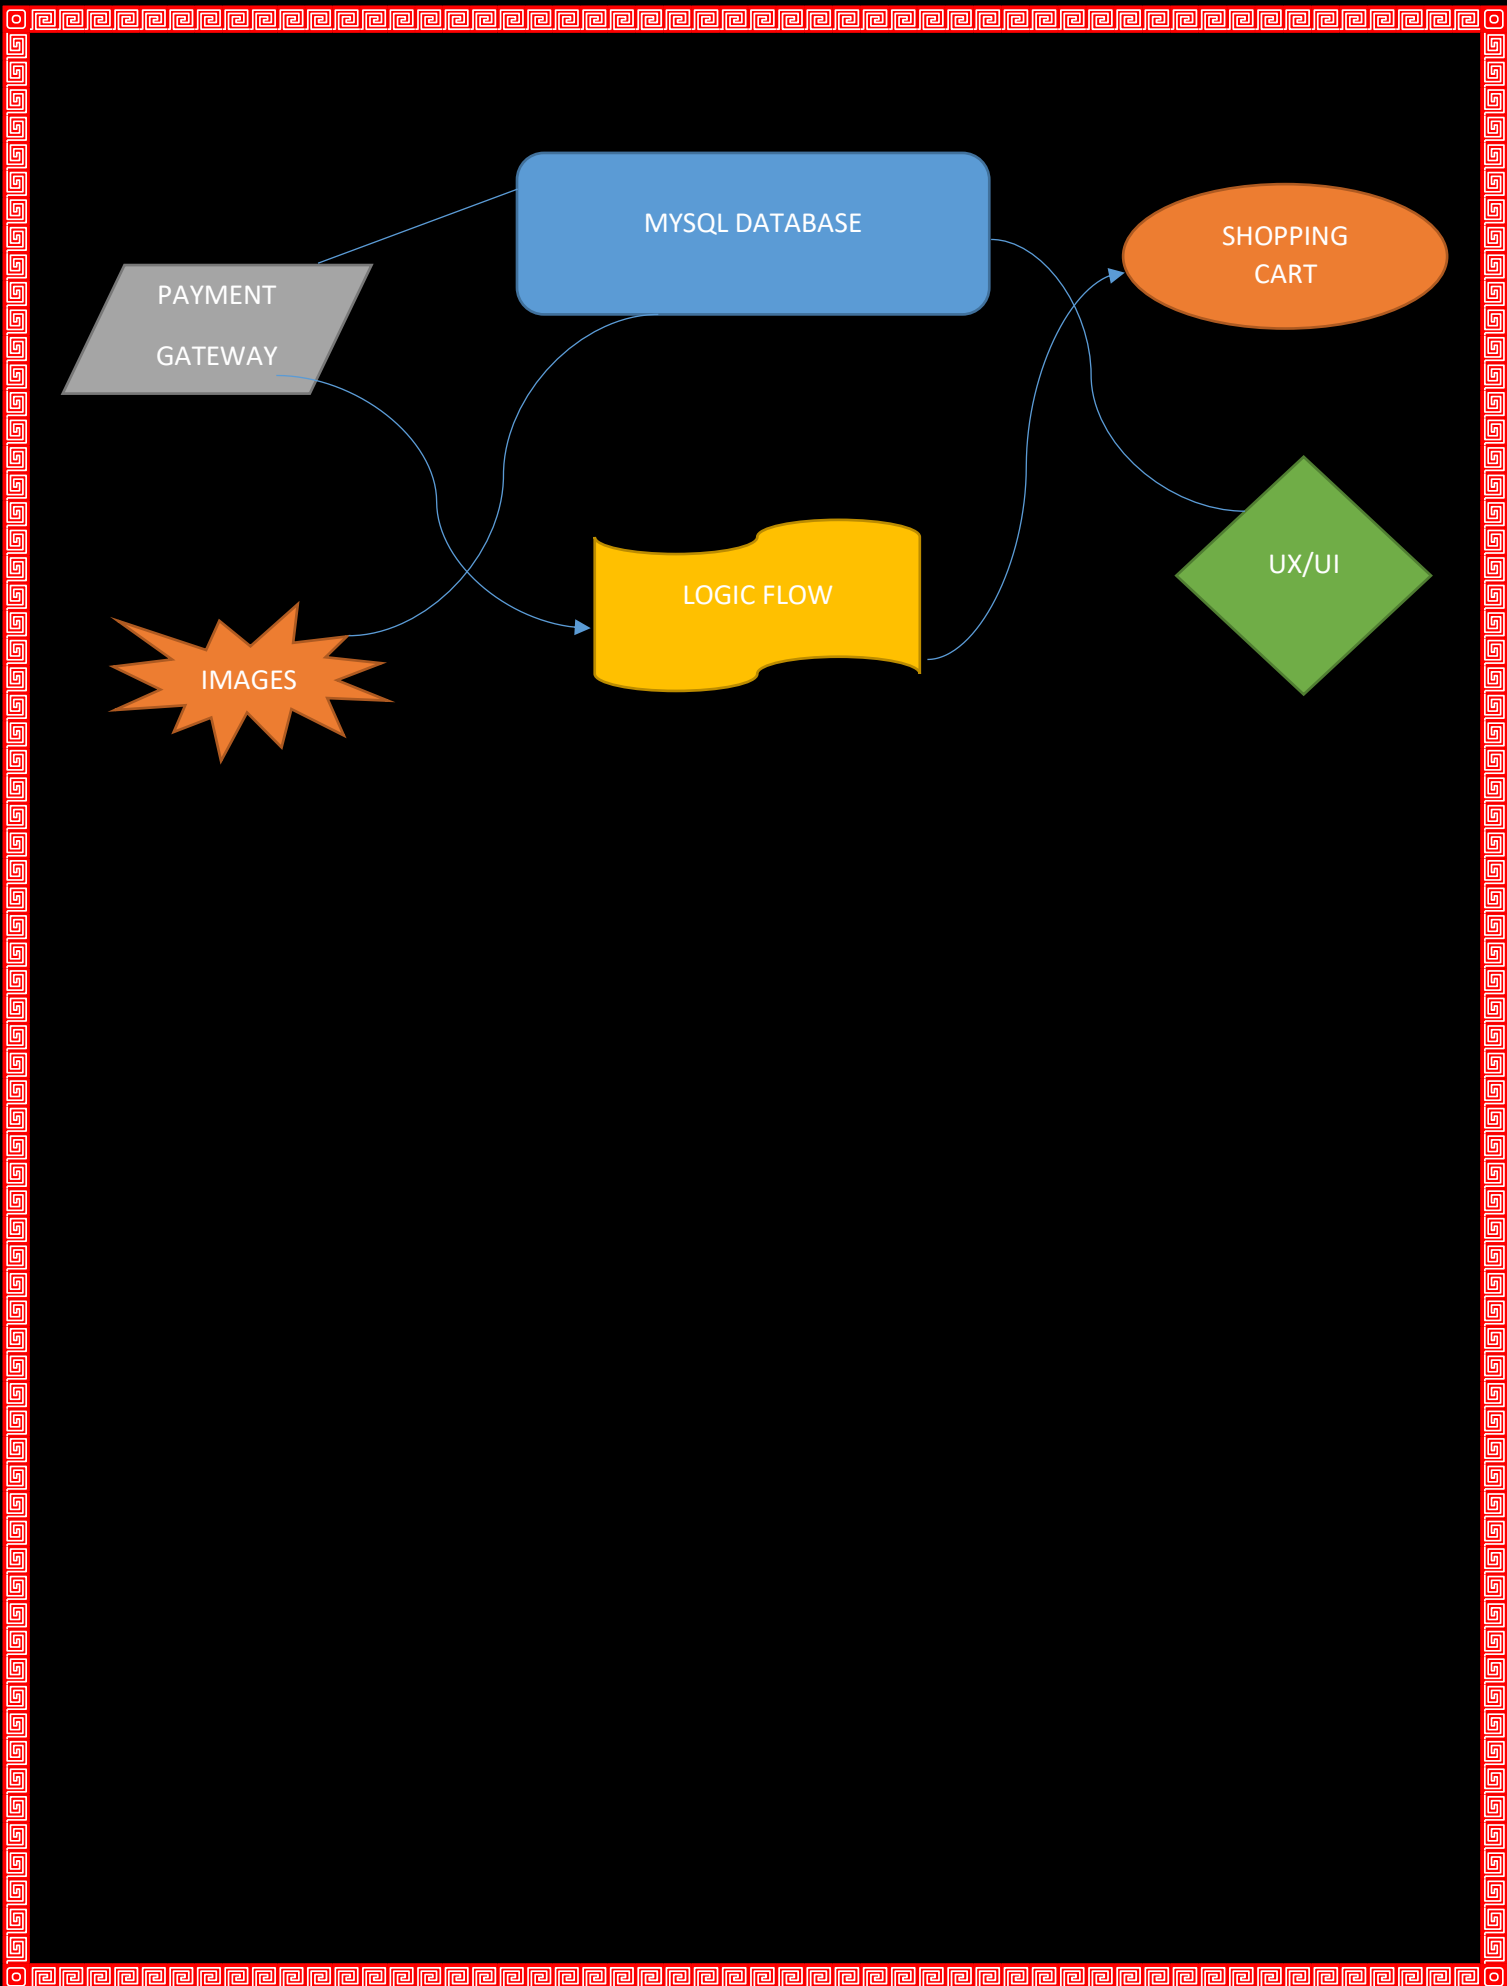 MYSQL DATABASE
SHOPPING
CART
PAYMENT
GATEWAY
UX/UI
LOGIC FLOW
IMAGES